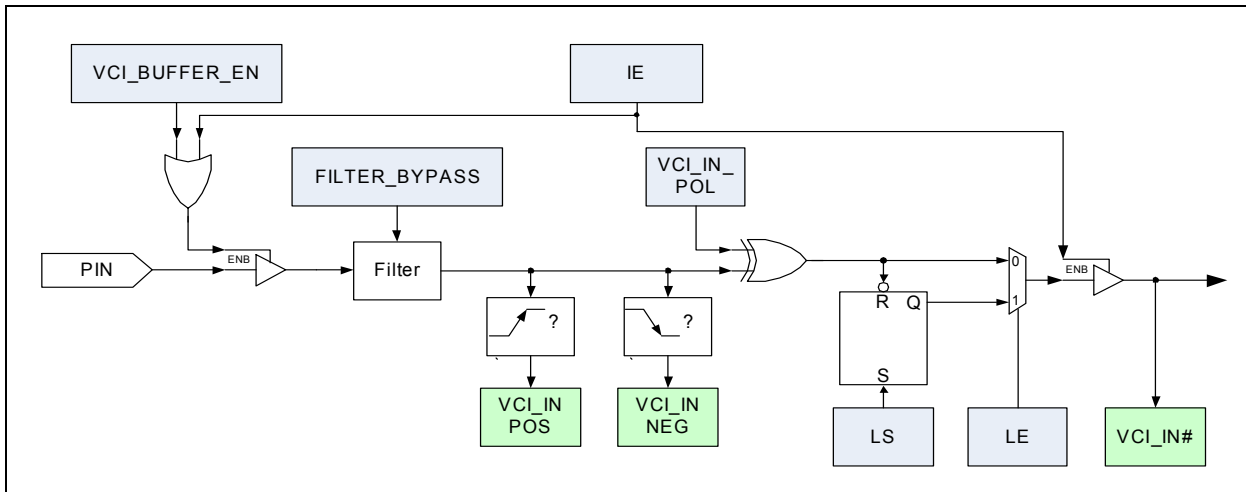 VCI_BUFFER_EN
IE
FILTER_BYPASS
VCI_IN_
POL
ENB
PIN
Filter
0
1
ENB
R
Q
S
?
?
VCI_IN
POS
VCI_IN
NEG
LS
LE
VCI_IN#